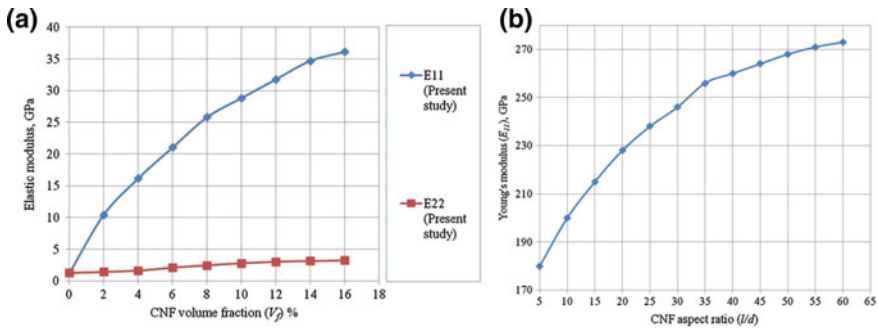 (a)
40
35
30
25
20
15
10
5
0
Elastic modulus, GPa
0 2 4 6 8 10 12 14 16 18
CNF volume fraction (Vf) %
E11
(Present
study)
E22
(Present
study)
(b)
270
250
230
210
190
170
Young's modulus (E11), GPa
5 10 15 20 25 30 35 40 45 50 55 60 65
CNF aspect ratio (l/d)